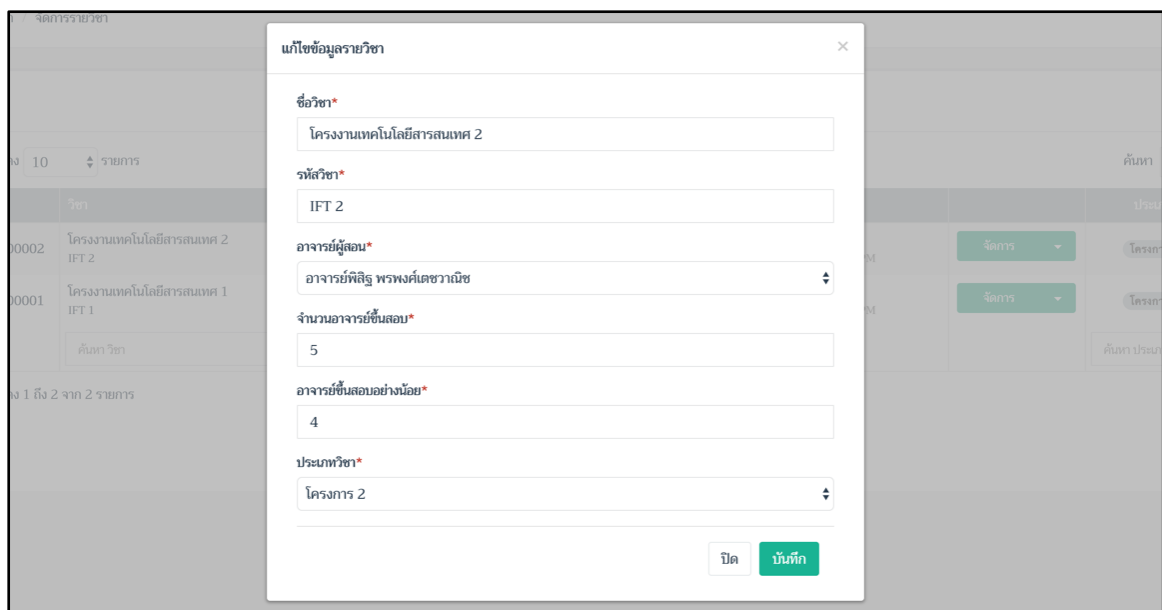 / จัดการรายวิชา
แก้ไขข้อมูลรายวิชา ×
ชื่อวิชา*
โครงงานเทคโนโลยีสารสนเทศ 2
รหัสวิชา*
IFT 2
อาจารย์ผู้สอน*
อาจารย์พิสิฐ พรพงศ์เตชวาณิช
จำนวนอาจารย์ขึ้นสอบ*
5
อาจารย์ขึ้นสอบอย่างน้อย*
4
ประเภทวิชา*
โครงการ 2
ปิด บันทึก
10 รายการ ค้นหา
วิชา
00002 โครงงานเทคโนโลยีสารสนเทศ 2 จัดการ
IFT 2 PM
00001 โครงงานเทคโนโลยีสารสนเทศ 1 จัดการ
IFT 1 PM
ค้นหา วิชา ค้นหา
1 ถึง 2 จาก 2 รายการ